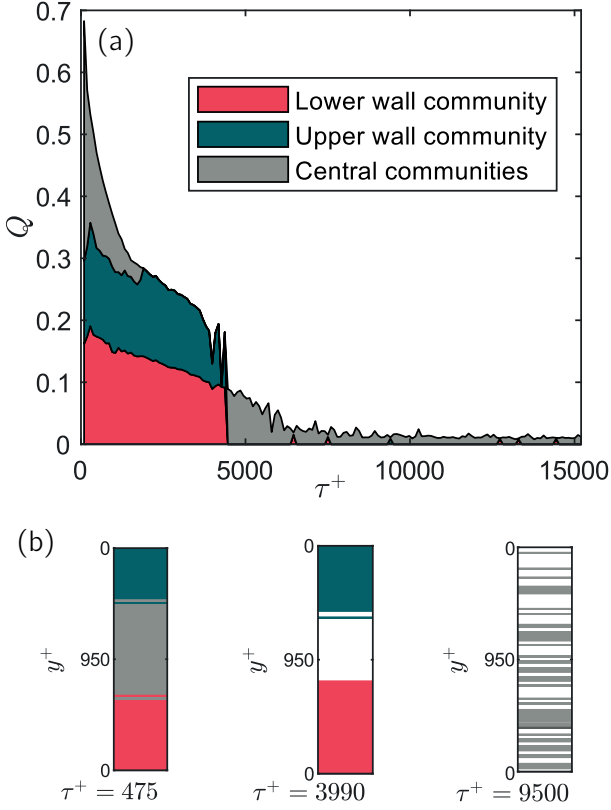 0.7
(a)
0.6
Lower wall community
0.5
Upper wall community
Central communities
0.4
Q
0.3
0.2
0.1
0
0 5000 10000 15000
τ⁺
(b)
0 0 0
y⁺ 950 y⁺ 950 y⁺ 950
0 0 0
τ⁺ = 475 τ⁺ = 3990 τ⁺ = 9500